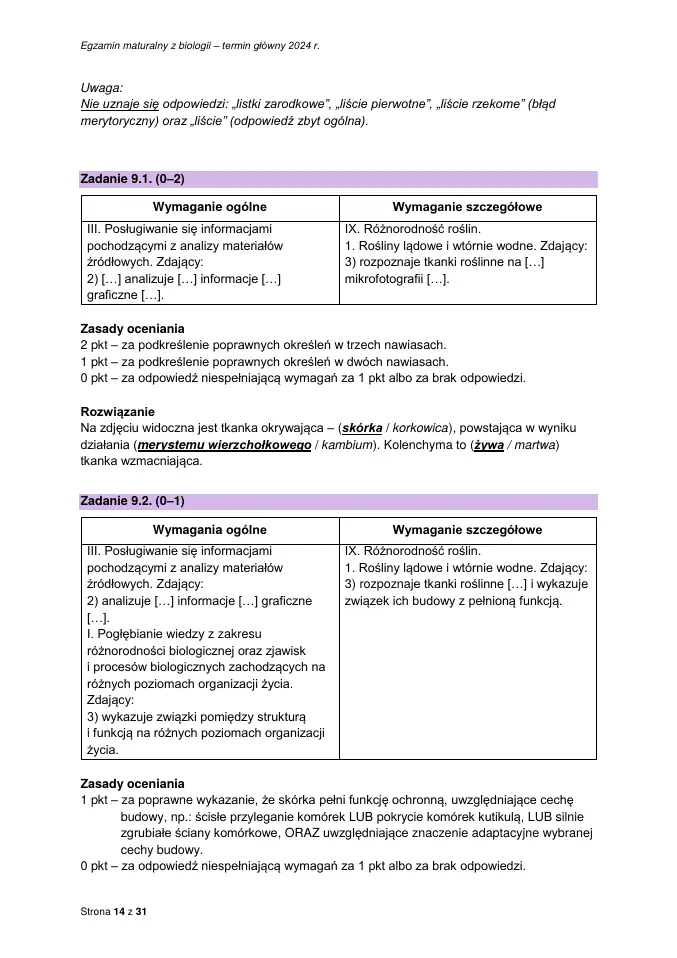 Egzamin maturalny z biologii – termin główny 2024 r.
Uwaga:
Nie uznaje się odpowiedzi: „listki zarodkowe”, „liście pierwotne”, „liście rzekome” (błąd
merytoryczny) oraz „liście” (odpowiedź zbyt ogólna).
Zadanie 9.1. (0–2)
Wymaganie ogólne
III. Posługiwanie się informacjami
pochodzącymi z analizy materiałów
źródłowych. Zdający:
2) […] analizuje […] informacje […]
graficzne […].
Wymaganie szczegółowe
IX. Różnorodność roślin.
1. Rośliny lądowe i wtórnie wodne. Zdający:
3) rozpoznaje tkanki roślinne na […]
mikrofotografii […].
Zasady oceniania
2 pkt – za podkreślenie poprawnych określeń w trzech nawiasach.
1 pkt – za podkreślenie poprawnych określeń w dwóch nawiasach.
0 pkt – za odpowiedź niespełniającą wymagań za 1 pkt albo za brak odpowiedzi.
Rozwiązanie
Na zdjęciu widoczna jest tkanka okrywająca – (skórka / korkowica), powstająca w wyniku
działania (merystemu wierzchołkowego / kambium). Kolenchyma to (żywa / martwa)
tkanka wzmacniająca.
Zadanie 9.2. (0–1)
Wymagania ogólne
III. Posługiwanie się informacjami
pochodzącymi z analizy materiałów
źródłowych. Zdający:
2) analizuje […] informacje […] graficzne
[…].
I. Pogłębianie wiedzy z zakresu
różnorodności biologicznej oraz zjawisk
i procesów biologicznych zachodzących na
różnych poziomach organizacji życia.
Zdający:
3) wykazuje związki pomiędzy strukturą
i funkcją na różnych poziomach organizacji
życia.
Wymaganie szczegółowe
IX. Różnorodność roślin.
1. Rośliny lądowe i wtórnie wodne. Zdający:
3) rozpoznaje tkanki roślinne […] i wykazuje
związek ich budowy z pełnioną funkcją.
Zasady oceniania
1 pkt – za poprawne wykazanie, że skórka pełni funkcję ochronną, uwzględniające cechę
budowy, np.: ścisłe przyleganie komórek LUB pokrycie komórek kutikulą, LUB silnie
zgrubiałe ściany komórkowe, ORAZ uwzględniające znaczenie adaptacyjne wybranej
cechy budowy.
0 pkt – za odpowiedź niespełniającą wymagań za 1 pkt albo za brak odpowiedzi.
Strona 14 z 31